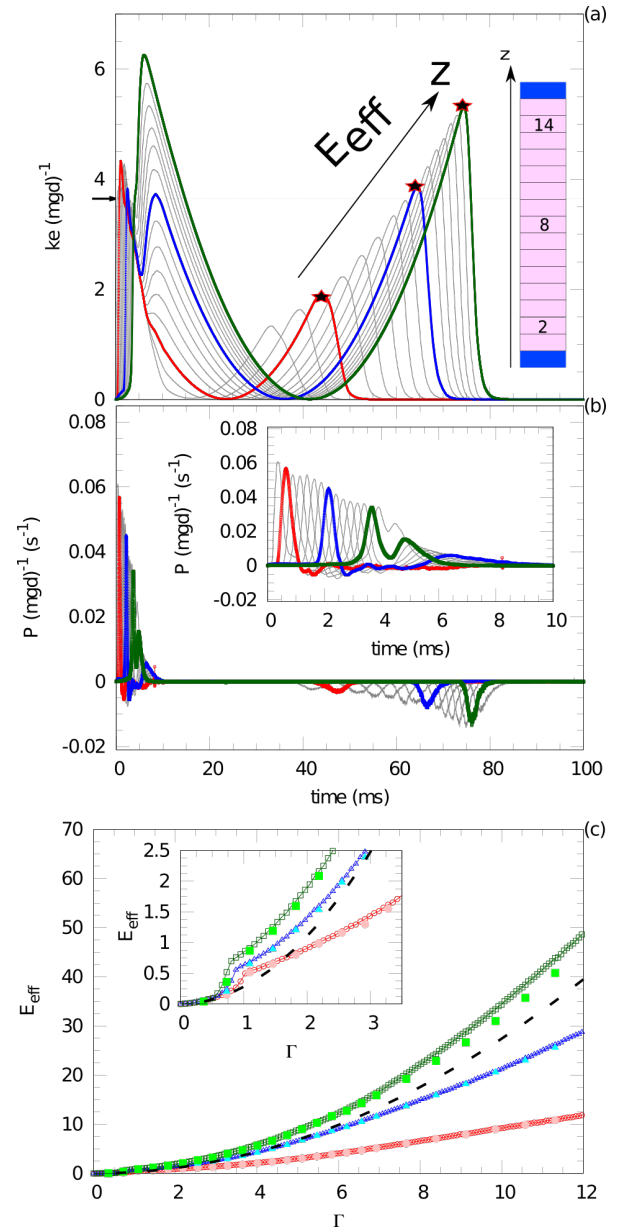 (a)
6
4
2
0
ke (mgd)-1
Eeff
z
z
14
8
2
(b)
0.08
0.06
0.04
0.02
0
-0.02
P (mgd)-1 (s-1)
0.08
0.06
0.04
0.02
0.00
-0.02
P (mgd)-1 (s-1)
0 2 4 6 8 10
time (ms)
0 20 40 60 80 100
time (ms)
(c)
70
60
50
40
30
20
10
0
Eeff
2.5
2
1.5
1
0.5
0
Eeff
0 1 2 3
Γ
0 2 4 6 8 10 12
Γ